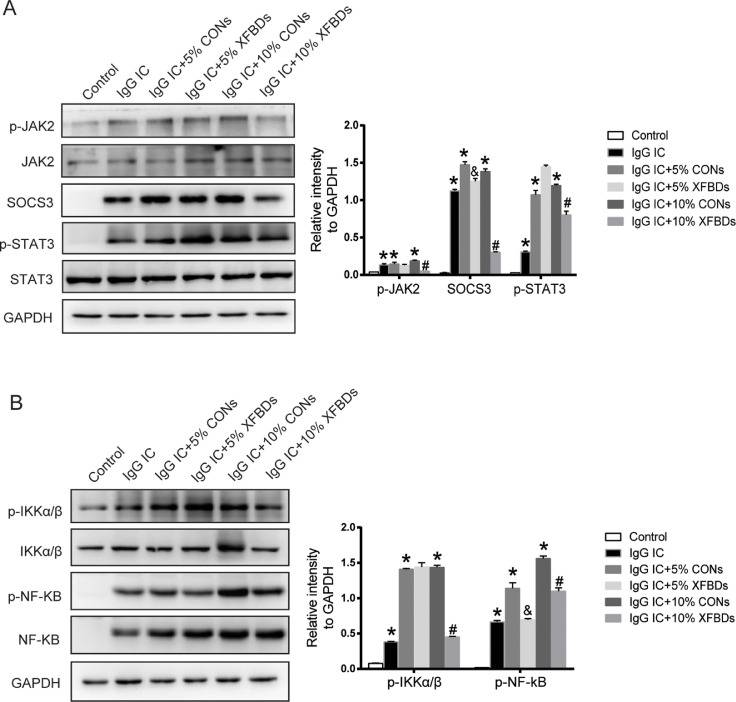 A
Control
IgG IC
IgG IC+5% CONs
IgG IC+5% XFBDs
IgG IC+10% CONs
IgG IC+10% XFBDs
p-JAK2
JAK2
SOCS3
p-STAT3
STAT3
GAPDH
Relative intensity
to GAPDH
2.0
1.5
1.0
0.5
0.0
* * * #
* * & * #
* * * #
p-JAK2 SOCS3 p-STAT3
Control
IgG IC
IgG IC+5% CONs
IgG IC+5% XFBDs
IgG IC+10% CONs
IgG IC+10% XFBDs
B
Control
IgG IC
IgG IC+5% CONs
IgG IC+5% XFBDs
IgG IC+10% CONs
IgG IC+10% XFBDs
p-IKKα/β
IKKα/β
p-NF-KB
NF-KB
GAPDH
Relative intensity
to GAPDH
2.0
1.5
1.0
0.5
0.0
* * * #
* * & * #
p-IKKα/β p-NF-kB
Control
IgG IC
IgG IC+5% CONs
IgG IC+5% XFBDs
IgG IC+10% CONs
IgG IC+10% XFBDs